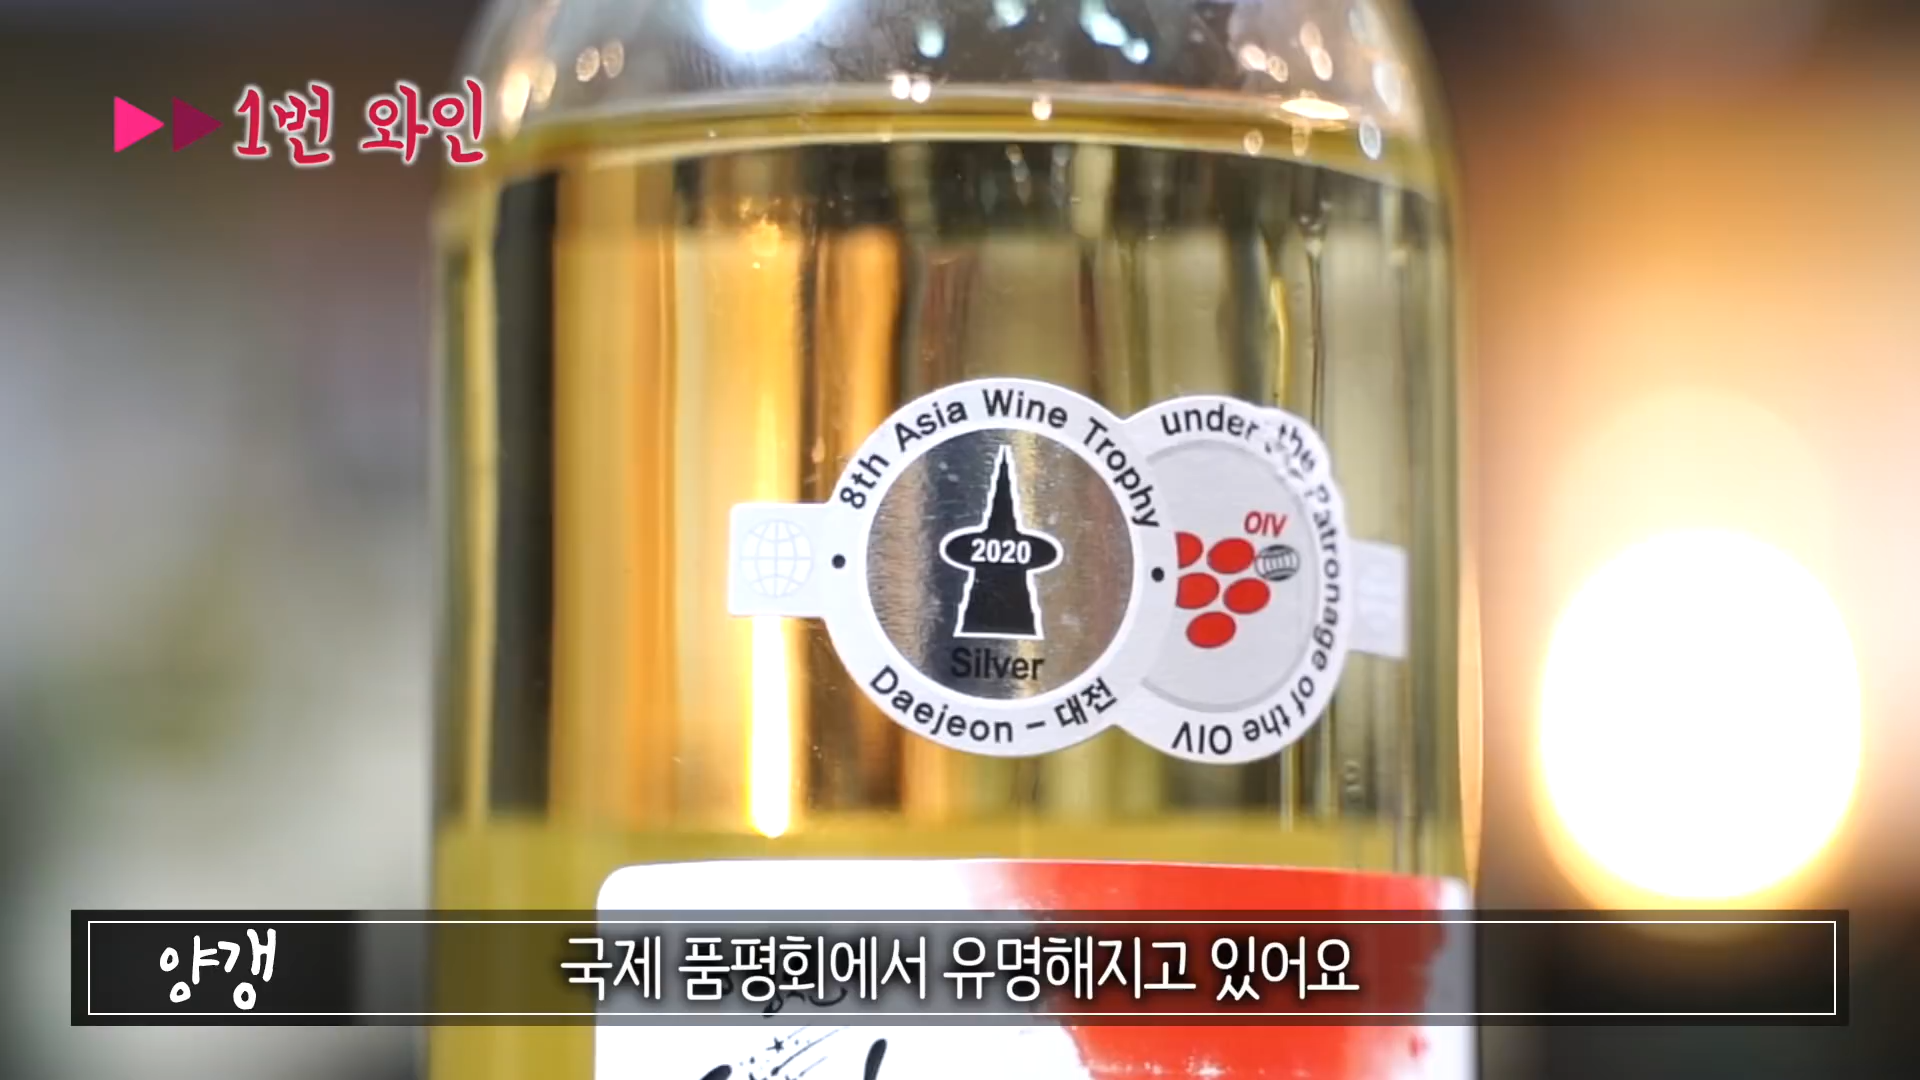 1번 와인
8th Asia Wine Trophy
2020
Silver
Daejeon – 대전
under the Patronage of the OIV
OIV
양갱
국제 품평회에서 유명해지고 있어요